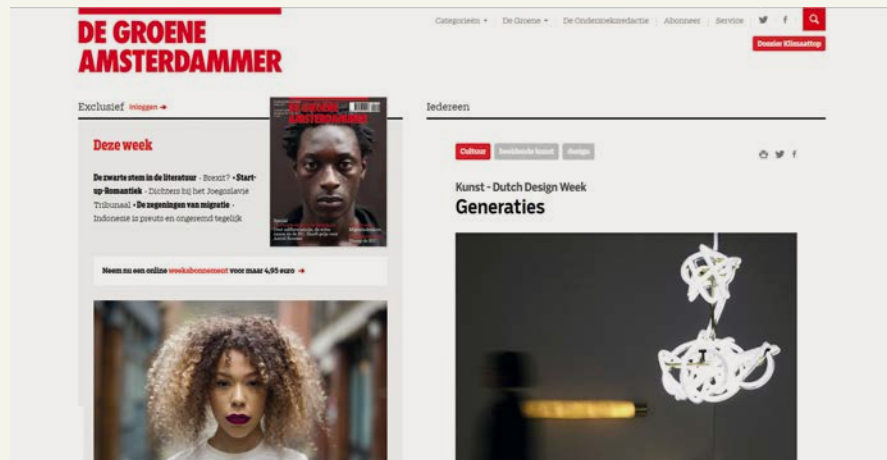 DE GROENE
AMSTERDAMMER
Categorieën
De Groene
De Onderzoeksredactie
Abonneer
Service
Dossier Klimaattop
Exclusief Inloggen
Iedereen
Deze week
De zwarte stem in de literatuur - Brexit? • Start-
up-Romantiek - Dichters bij het Joegoslavië
Tribunaal • De zegeningen van migratie -
Indonesië is preuts en ongeremd tegelijk
DE GROENE
AMSTERDAMMER
Neem nu een online weekabonnement voor maar 4,95 euro
Cultuur
beeldende kunst
design
Kunst - Dutch Design Week
Generaties